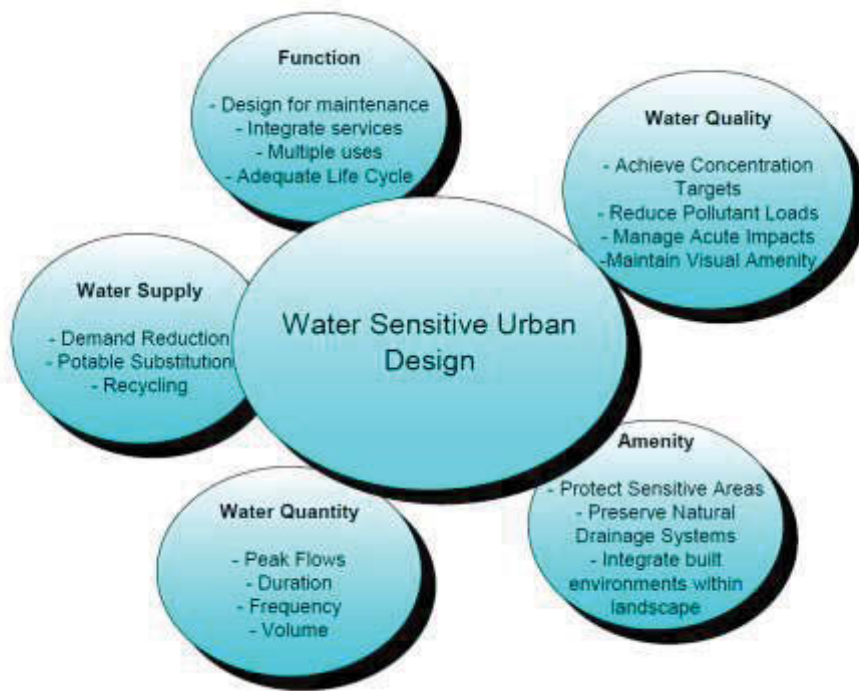 Function
- Design for maintenance
- Integrate services
- Multiple uses
- Adequate Life Cycle
Water Quality
- Achieve Concentration
Targets
- Reduce Pollutant Loads
- Manage Acute Impacts
-Maintain Visual Amenity
Water Supply
- Demand Reduction
- Potable Substitution
- Recycling
Water Sensitive Urban
Design
Water Quantity
- Peak Flows
- Duration
- Frequency
- Volume
Amenity
- Protect Sensitive Areas
- Preserve Natural
Drainage Systems
- Integrate built
environments within
landscape